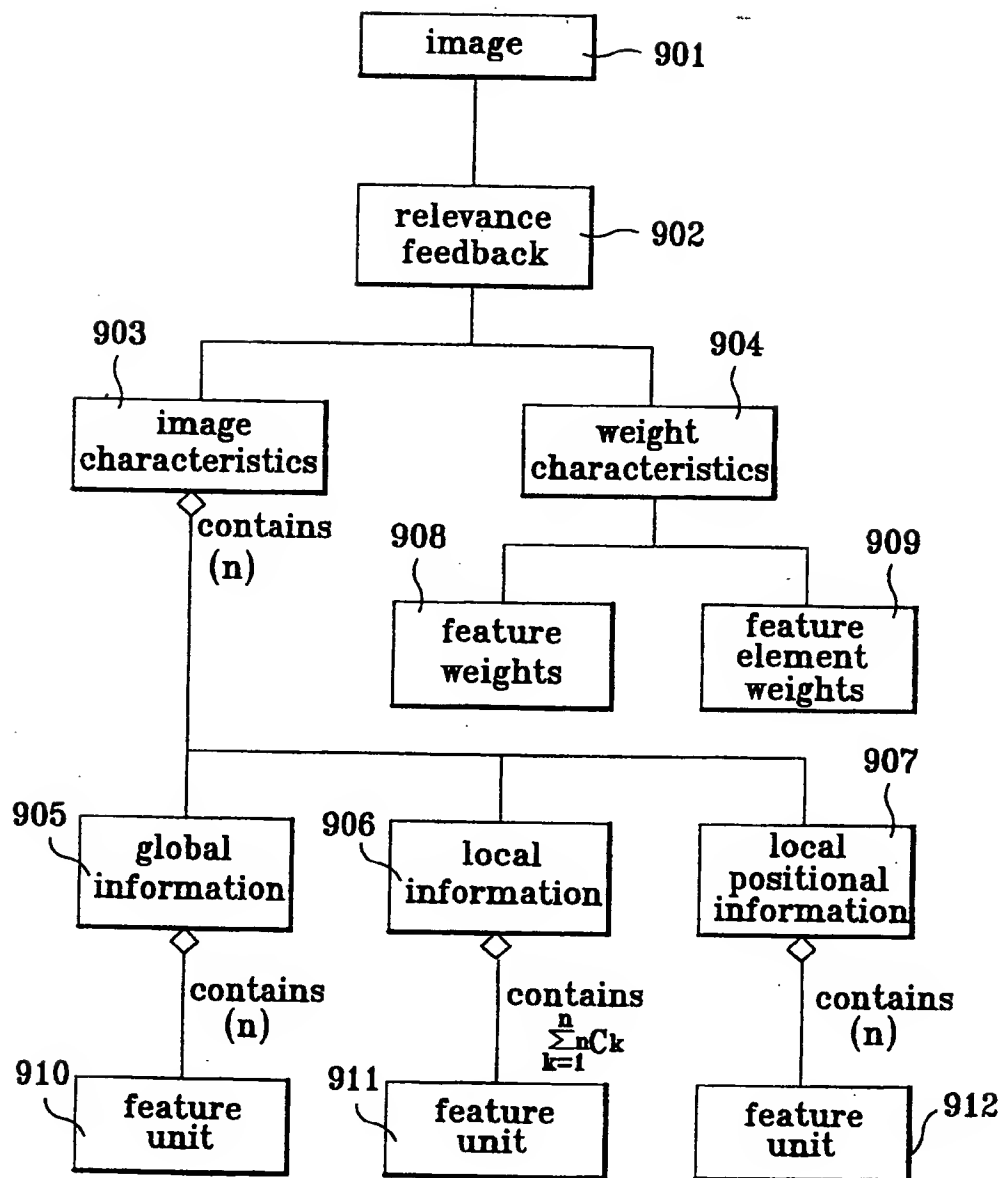 image
901
relevance
feedback
902
903
904
image
characteristics
weight
characteristics
contains
(n)
908
909
feature
weights
feature
element
weights
907
905
906
global
information
local
information
local
positional
information
contains
(n)
contains
n
∑ nCk
k=1
contains
(n)
910
911
912
feature
unit
feature
unit
feature
unit